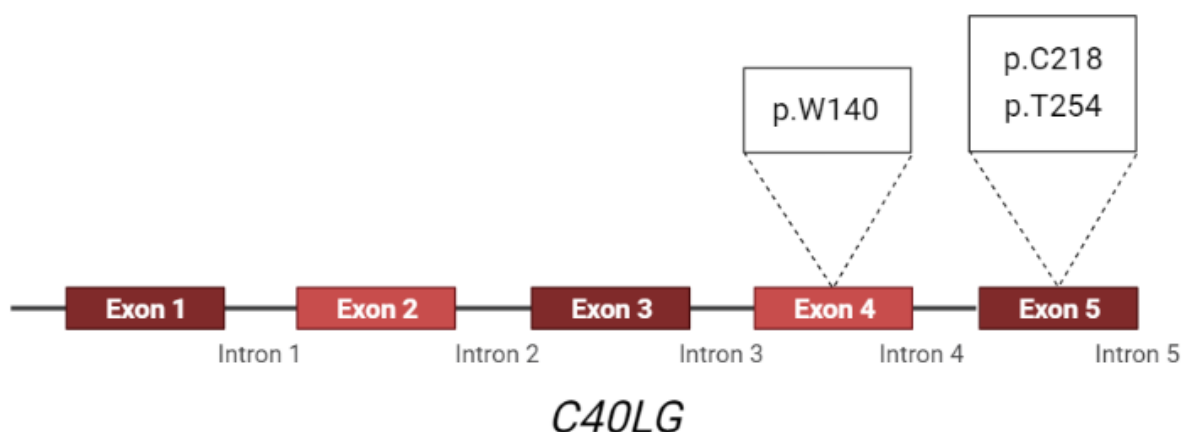 p.C218
p.T254
p.W140
Exon 1
Exon 2
Exon 3
Exon 4
Exon 5
Intron 1
Intron 2
Intron 3
Intron 4
Intron 5
C40LG